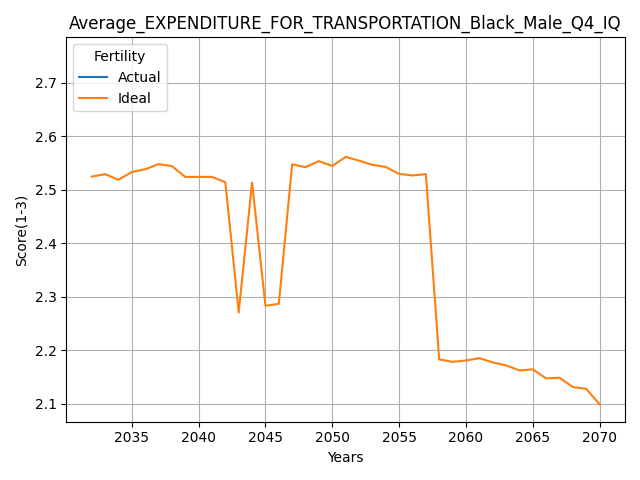 Average_EXPENDITURE_FOR_TRANSPORTATION_Black_Male_Q4_IQ
Fertility
Actual
Ideal
2.7
2.6
2.5
2.4
2.3
2.2
2.1
Score(1-3)
2035 2040 2045 2050 2055 2060 2065 2070
Years